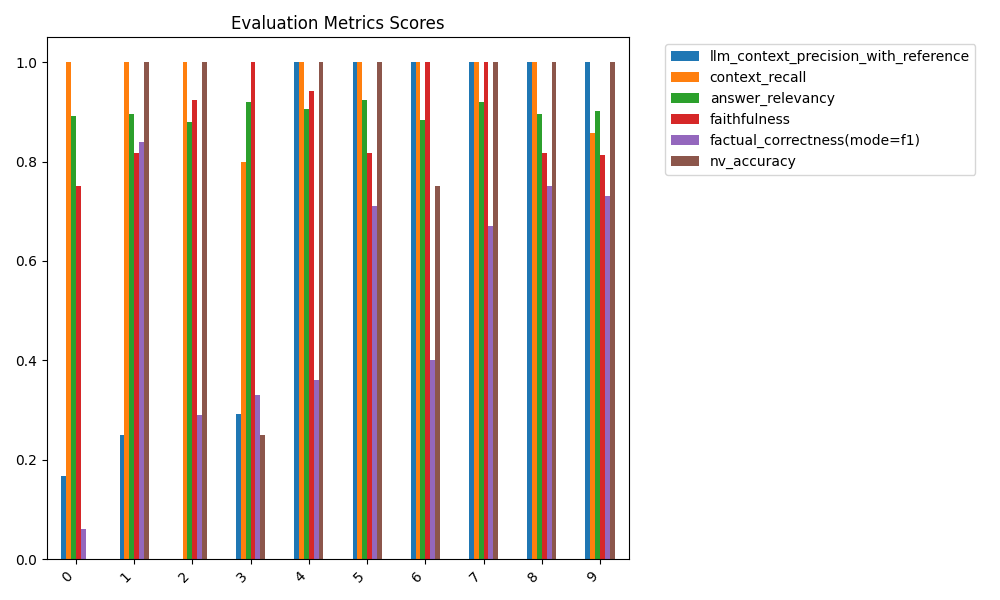 Evaluation Metrics Scores
1.0
0.8
0.6
0.4
0.2
0.0
0 1 2 3 4 5 6 7 8 9
llm_context_precision_with_reference
context_recall
answer_relevancy
faithfulness
factual_correctness(mode=f1)
nv_accuracy